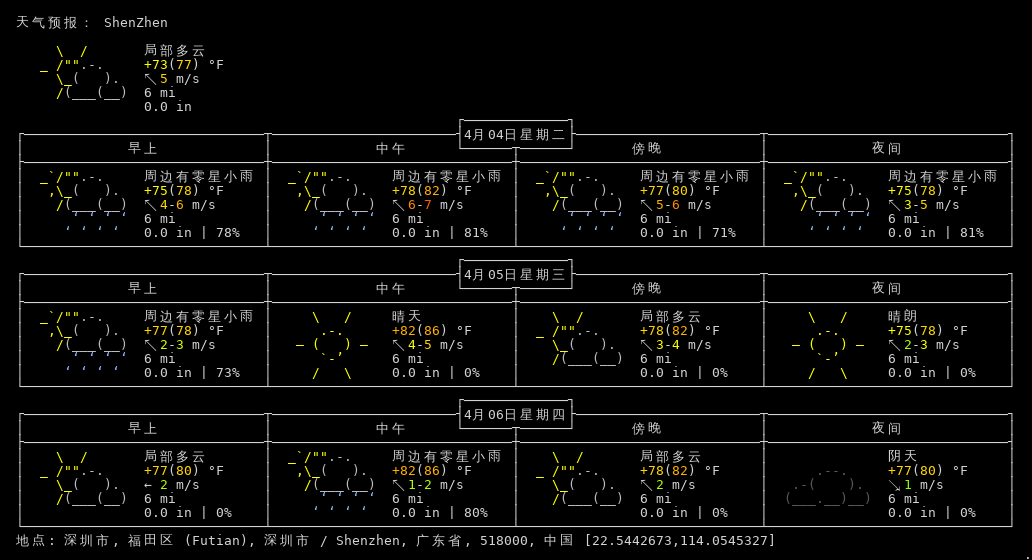 天气预报： ShenZhen
局部多云
+73(77) °F
↖ 5 m/s
6 mi
0.0 in
4月04日星期二
早上 中午 傍晚 夜间
周边有零星小雨 周边有零星小雨 周边有零星小雨 周边有零星小雨
+75(78) °F +78(82) °F +77(80) °F +75(78) °F
↖ 4-6 m/s ↖ 6-7 m/s ↖ 5-6 m/s ↖ 3-5 m/s
6 mi 6 mi 6 mi 6 mi
0.0 in | 78% 0.0 in | 81% 0.0 in | 71% 0.0 in | 81%
4月05日星期三
早上 中午 傍晚 夜间
周边有零星小雨 晴天 局部多云 晴朗
+77(78) °F +82(86) °F +78(82) °F +75(78) °F
↖ 2-3 m/s ↖ 4-5 m/s ↖ 3-4 m/s ↖ 2-3 m/s
6 mi 6 mi 6 mi 6 mi
0.0 in | 73% 0.0 in | 0% 0.0 in | 0% 0.0 in | 0%
4月06日星期四
早上 中午 傍晚 夜间
局部多云 周边有零星小雨 局部多云 阴天
+77(80) °F +82(86) °F +78(82) °F +77(80) °F
← 2 m/s ↖ 1-2 m/s ↖ 2 m/s ↘ 1 m/s
6 mi 6 mi 6 mi 6 mi
0.0 in | 0% 0.0 in | 80% 0.0 in | 0% 0.0 in | 0%
地点: 深圳市, 福田区 (Futian), 深圳市 / Shenzhen, 广东省, 518000, 中国 [22.5442673,114.0545327]